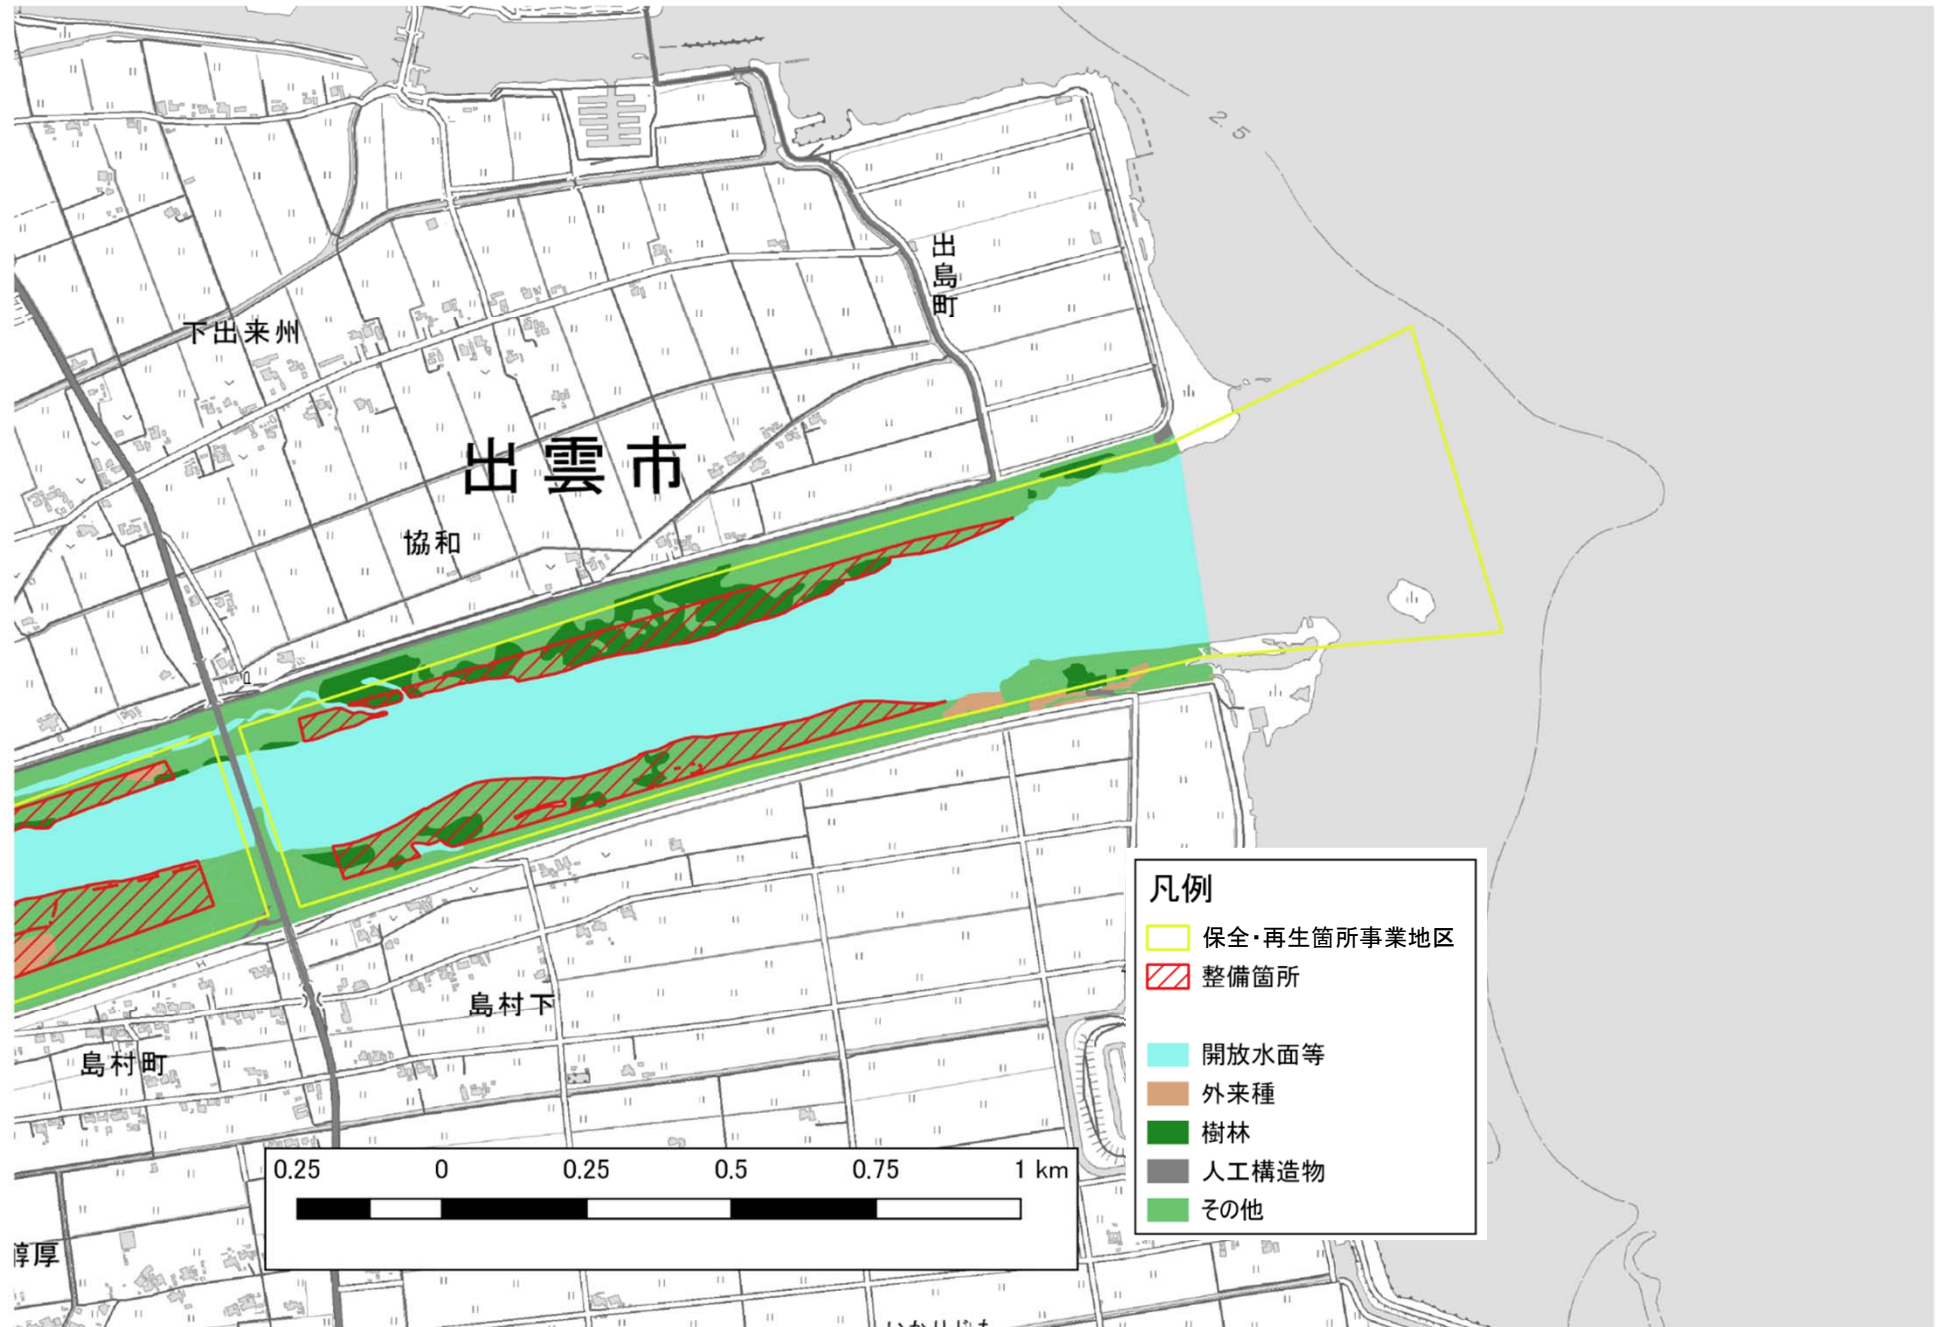 2.5
出島町
下出来州
出雲市
協和
島村下
島村町
凡例
保全・再生箇所事業地区
整備箇所
開放水面等
外来種
樹林
人工構造物
その他
0.25 0 0.25 0.5 0.75 1 km
厚